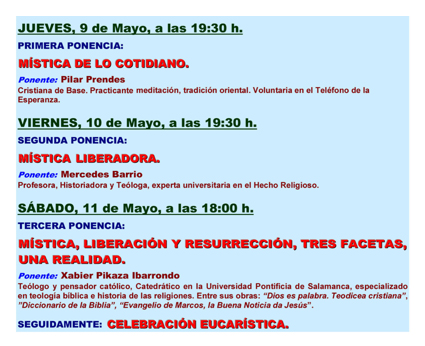 JUEVES, 9 de Mayo, a las 19:30 h.
PRIMERA PONENCIA:
MÍSTICA DE LO COTIDIANO.
Ponente: Pilar Prendes
Cristiana de Base. Practicante meditación, tradición oriental. Voluntaria en el Teléfono de la
Esperanza.
VIERNES, 10 de Mayo, a las 19:30 h.
SEGUNDA PONENCIA:
MÍSTICA LIBERADORA.
Ponente: Mercedes Barrio
Profesora, Historiadora y Teóloga, experta universitaria en el Hecho Religioso.
SÁBADO, 11 de Mayo, a las 18:00 h.
TERCERA PONENCIA:
MÍSTICA, LIBERACIÓN Y RESURRECCIÓN, TRES FACETAS,
UNA REALIDAD.
Ponente: Xabier Pikaza Ibarrondo
Teólogo y pensador católico, Catedrático en la Universidad Pontificia de Salamanca, especializado
en teología bíblica e historia de las religiones. Entre sus obras: “Dios es palabra. Teodicea cristiana”,
”Diccionario de la Biblia”, “Evangelio de Marcos, la Buena Noticia da Jesús”.
SEGUIDAMENTE: CELEBRACIÓN EUCARÍSTICA.